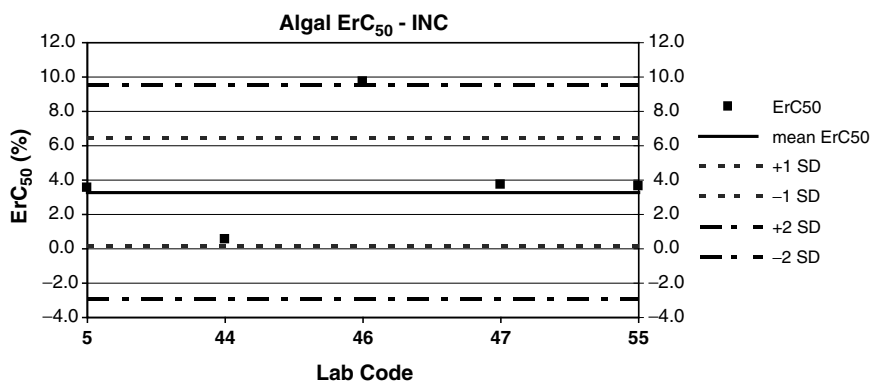 Algal ErC50 - INC
12.0
10.0
8.0
6.0
4.0
2.0
0.0
−2.0
−4.0
ErC50 (%)
12.0
10.0
8.0
6.0
4.0
2.0
0.0
−2.0
−4.0
5 44 46 47 55
Lab Code
ErC50
mean ErC50
+1 SD
−1 SD
+2 SD
−2 SD